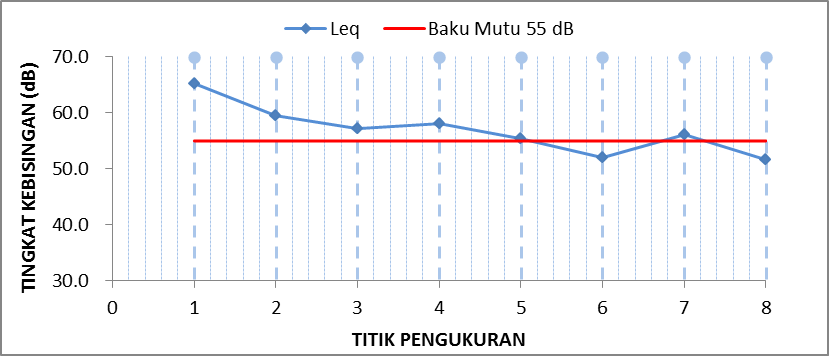 Leq Baku Mutu 55 dB
TINGKAT KEBISINGAN (dB)
70.0
60.0
50.0
40.0
30.0
0 1 2 3 4 5 6 7 8
TITIK PENGUKURAN